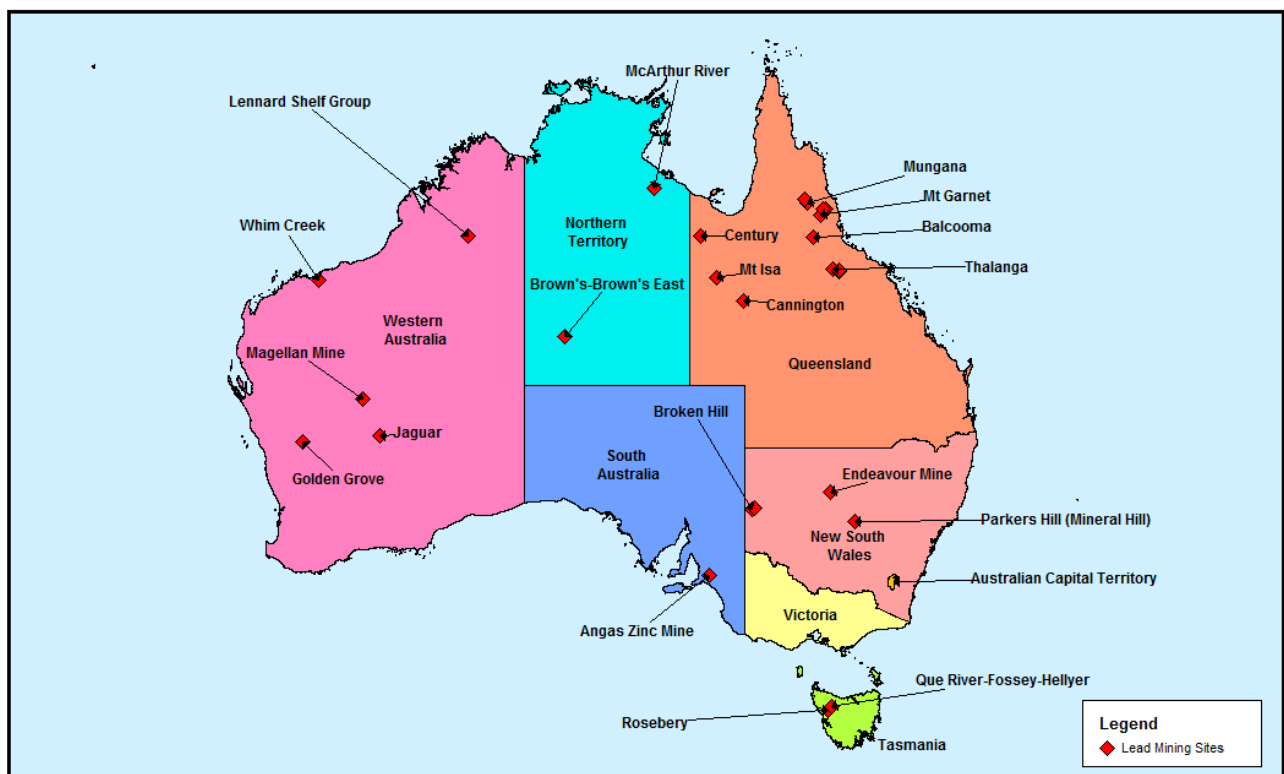 McArthur River
Lennard Shelf Group
Mungana
Mt Garnet
Whim Creek
Northern
Territory
Century
Balcooma
Mt Isa
Thalanga
Brown's-Brown's East
Cannington
Western
Australia
Magellan Mine
Queensland
Broken Hill
Jaguar
South
Australia
Endeavour Mine
Golden Grove
Parkers Hill (Mineral Hill)
New South
Wales
Australian Capital Territory
Victoria
Angas Zinc Mine
Que River-Fossey-Hellyer
Rosebery
Tasmania
Legend
Lead Mining Sites